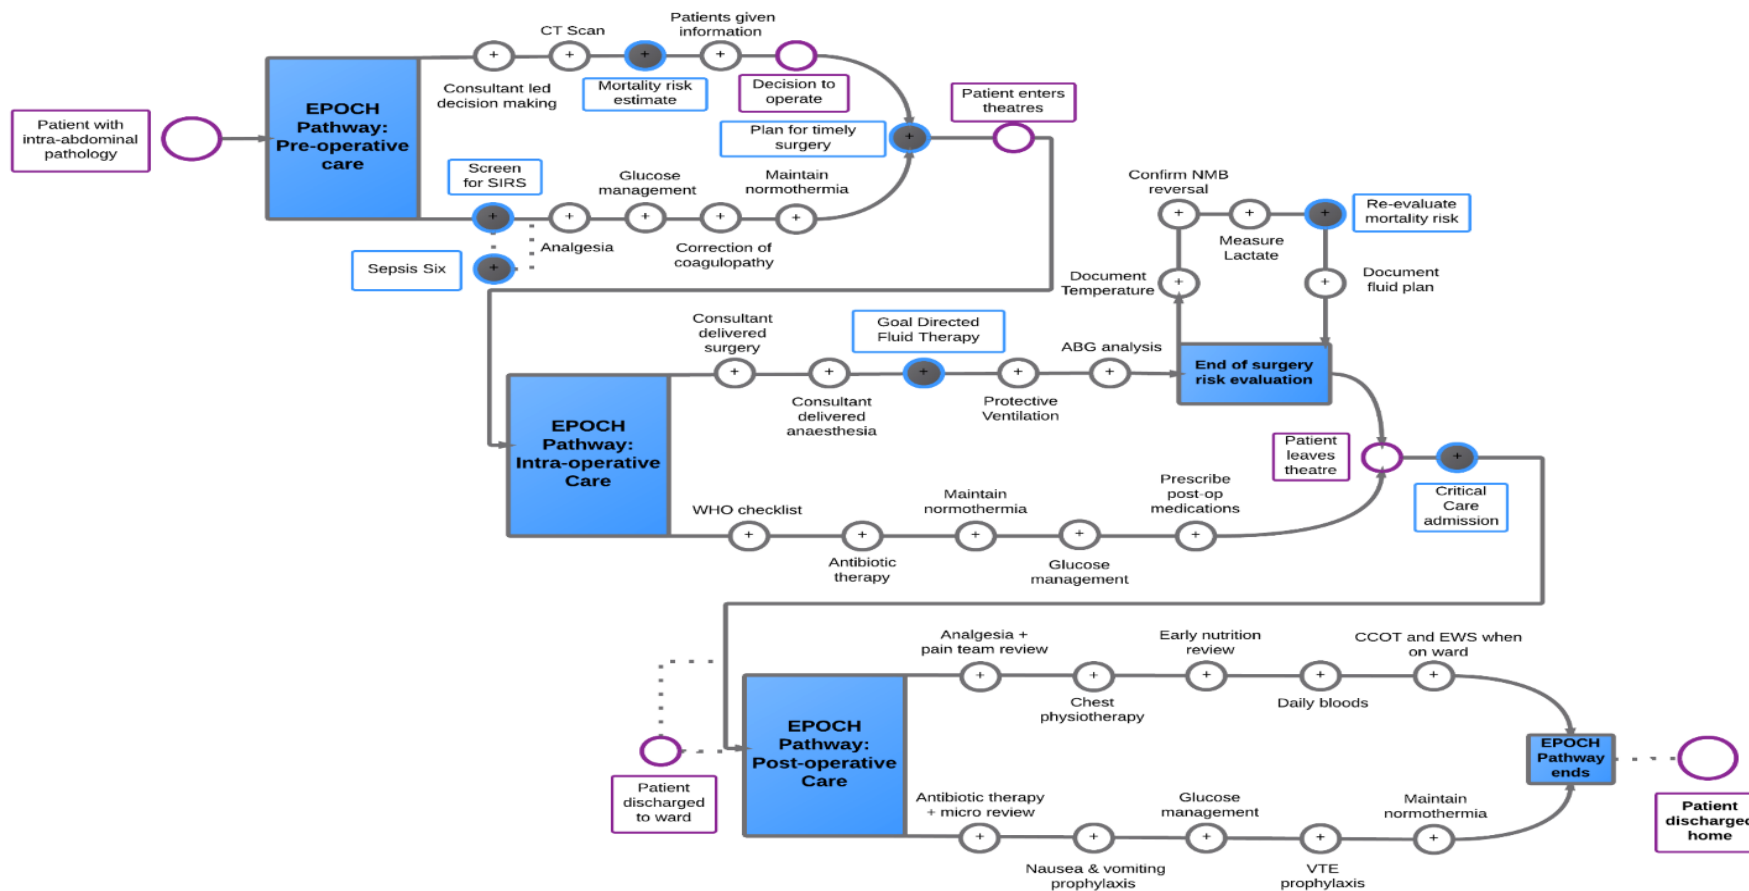 Patient with
intra-abdominal
pathology
EPOCH
Pathway:
Pre-operative
care
Consultant led
decision making
CT Scan
Mortality risk
estimate
Patients given
information
Decision to
operate
Plan for timely
surgery
Patient enters
theatres
Screen
for SIRS
Sepsis Six
Analgesia
Glucose
management
Correction of
coagulopathy
Maintain
normothermia
EPOCH
Pathway:
Intra-operative
Care
Consultant
delivered
surgery
Consultant
delivered
anaesthesia
Goal Directed
Fluid Therapy
Protective
Ventilation
ABG analysis
End of surgery
risk evaluation
Document
Temperature
Confirm NMB
reversal
Measure
Lactate
Re-evaluate
mortality risk
Document
fluid plan
WHO checklist
Antibiotic
therapy
Maintain
normothermia
Glucose
management
Prescribe
post-op
medications
Patient
leaves
theatre
Critical
Care
admission
Patient
discharged
to ward
EPOCH
Pathway:
Post-operative
Care
Analgesia +
pain team review
Chest
physiotherapy
Early nutrition
review
Daily bloods
CCOT and EWS when
on ward
Antibiotic therapy
+ micro review
Nausea & vomiting
prophylaxis
Glucose
management
VTE
prophylaxis
Maintain
normothermia
EPOCH
Pathway
ends
Patient
discharged
home